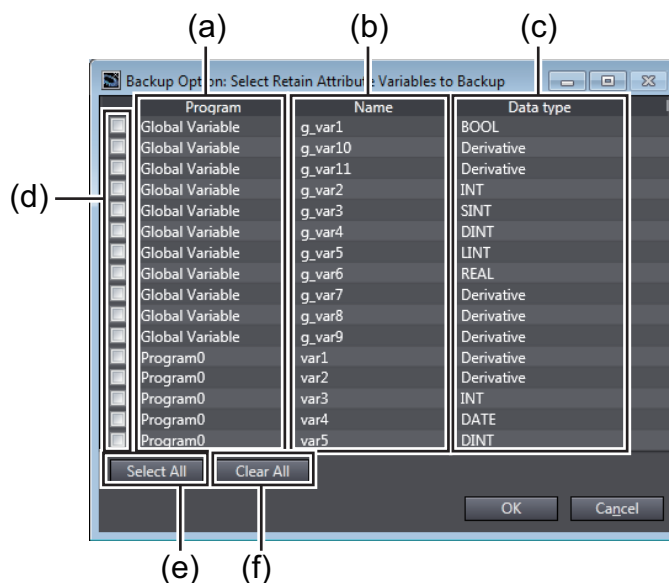 (a) (b) (c)
Backup Option: Select Retain Attribute Variables to Backup
Program Name Data type
Global Variable g_var1 BOOL
Global Variable g_var10 Derivative
Global Variable g_var11 Derivative
(d) Global Variable g_var2 INT
Global Variable g_var3 SINT
Global Variable g_var4 DINT
Global Variable g_var5 LINT
Global Variable g_var6 REAL
Global Variable g_var7 Derivative
Global Variable g_var8 Derivative
Global Variable g_var9 Derivative
Program0 var1 Derivative
Program0 var2 Derivative
Program0 var3 INT
Program0 var4 DATE
Program0 var5 DINT
Select All Clear All
OK Cancel
(e) (f)